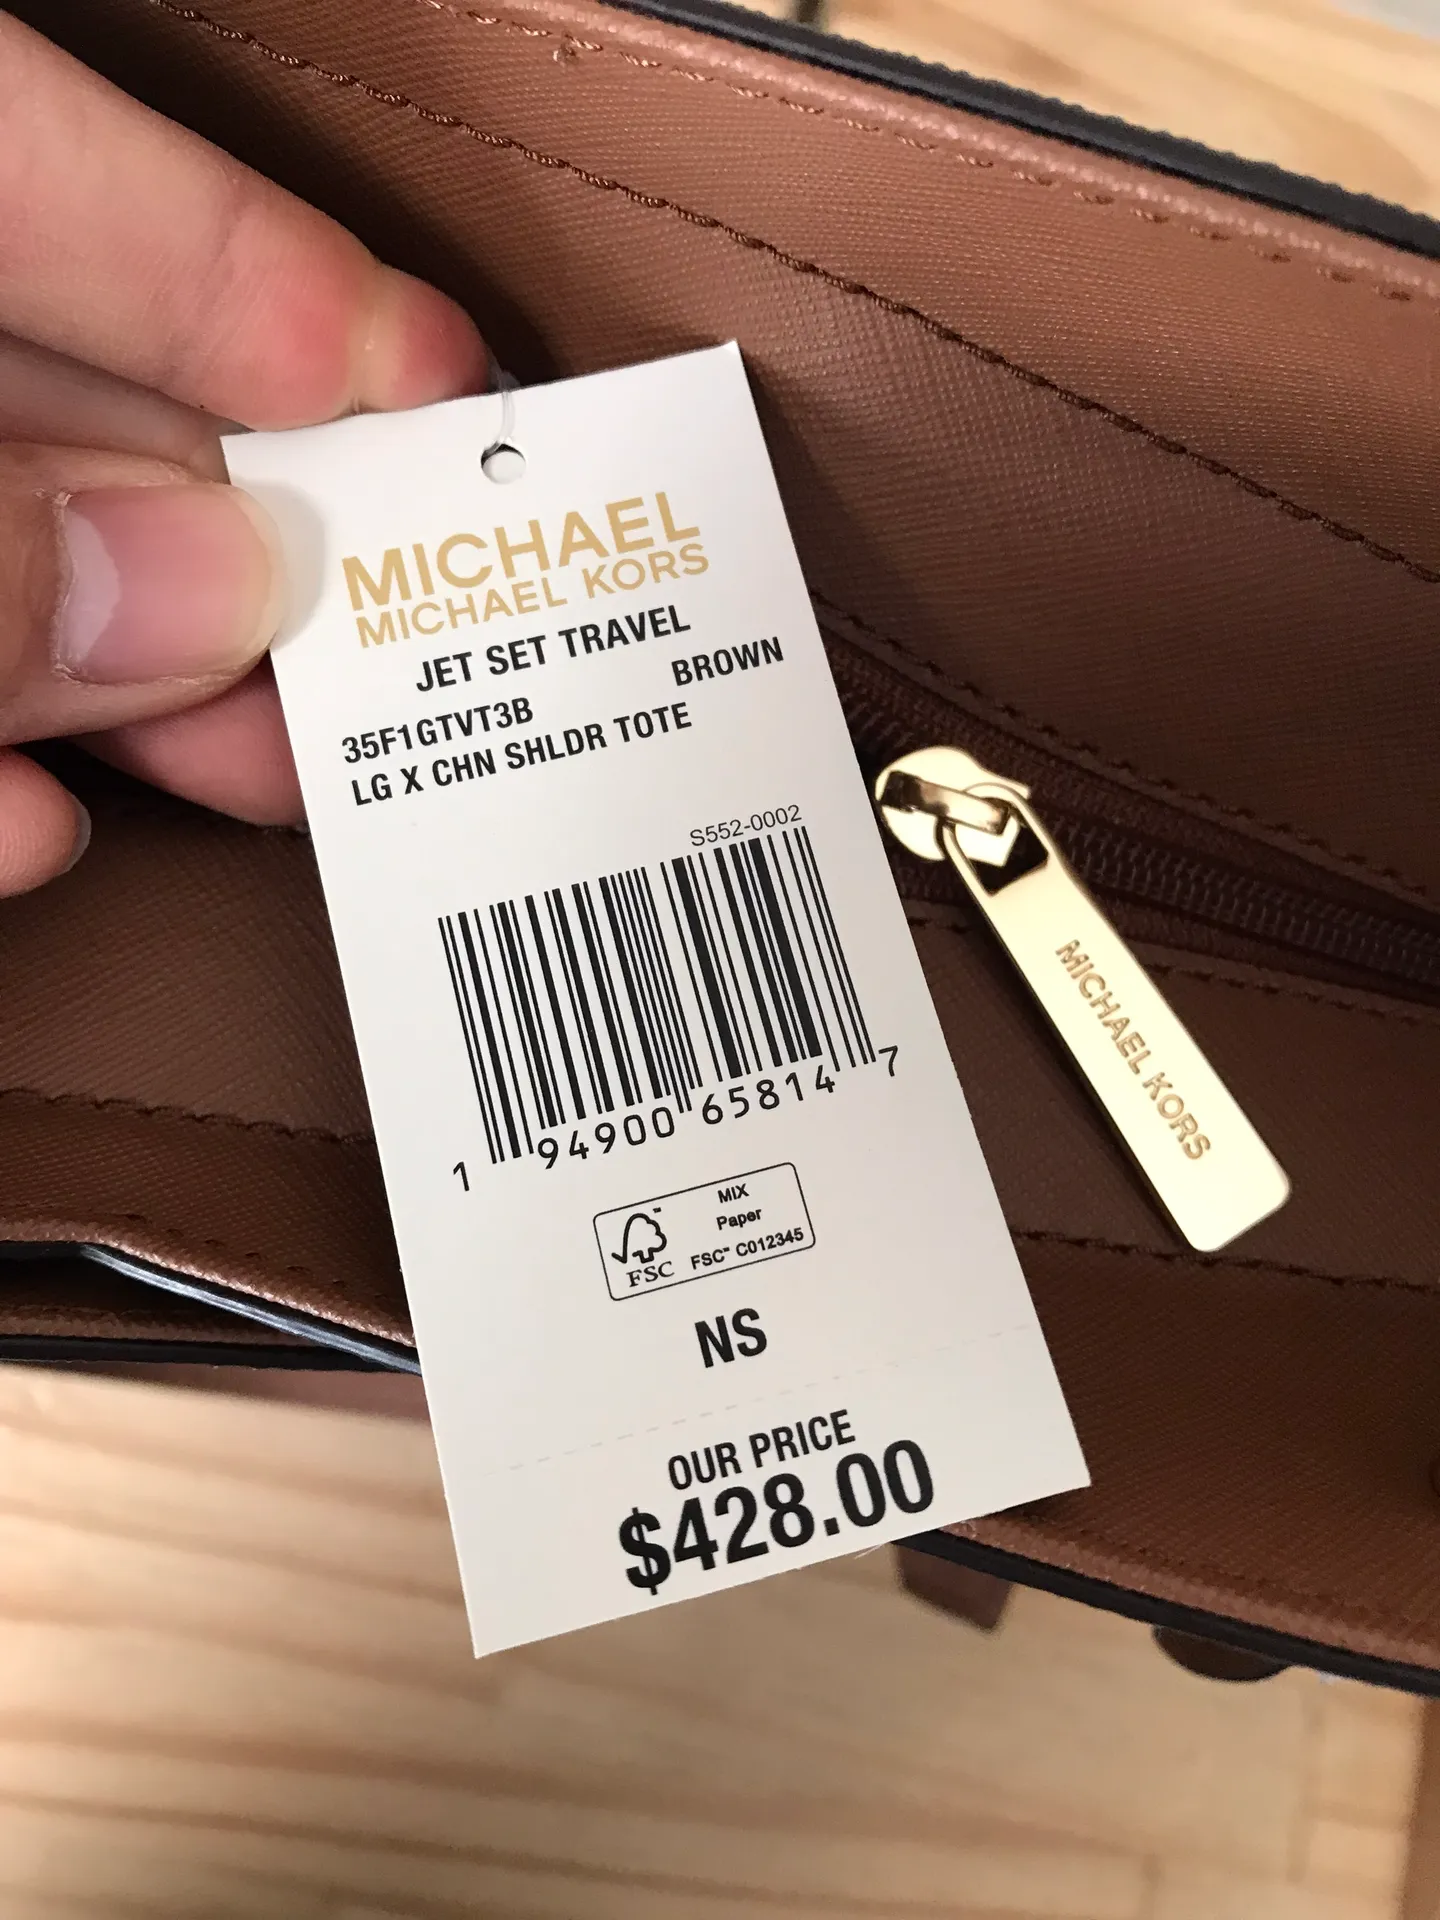 MICHAEL
MICHAEL KORS
JET SET TRAVEL
BROWN
35F1GTVT3B
LG X CHN SHLDR TOTE
S552-0002
1 94900 65814 7
MIX
Paper
FSC™ C012345
FSC
NS
OUR PRICE
$428.00
MICHAEL KORS